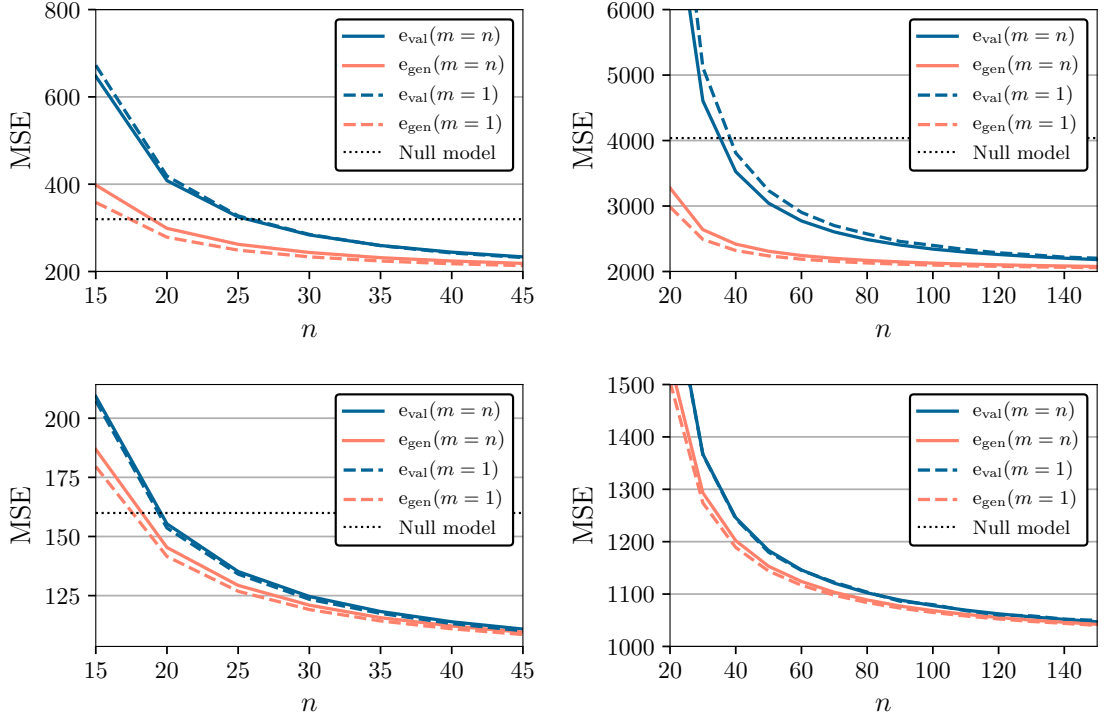 800
600
400
200
MSE
15 20 25 30 35 40 45
n
e_val(m = n)
e_gen(m = n)
e_val(m = 1)
e_gen(m = 1)
Null model
6000
5000
4000
3000
2000
MSE
20 40 60 80 100 120 140
n
e_val(m = n)
e_gen(m = n)
e_val(m = 1)
e_gen(m = 1)
Null model
200
175
150
125
MSE
15 20 25 30 35 40 45
n
e_val(m = n)
e_gen(m = n)
e_val(m = 1)
e_gen(m = 1)
Null model
1500
1400
1300
1200
1100
1000
MSE
20 40 60 80 100 120 140
n
e_val(m = n)
e_gen(m = n)
e_val(m = 1)
e_gen(m = 1)
Null model